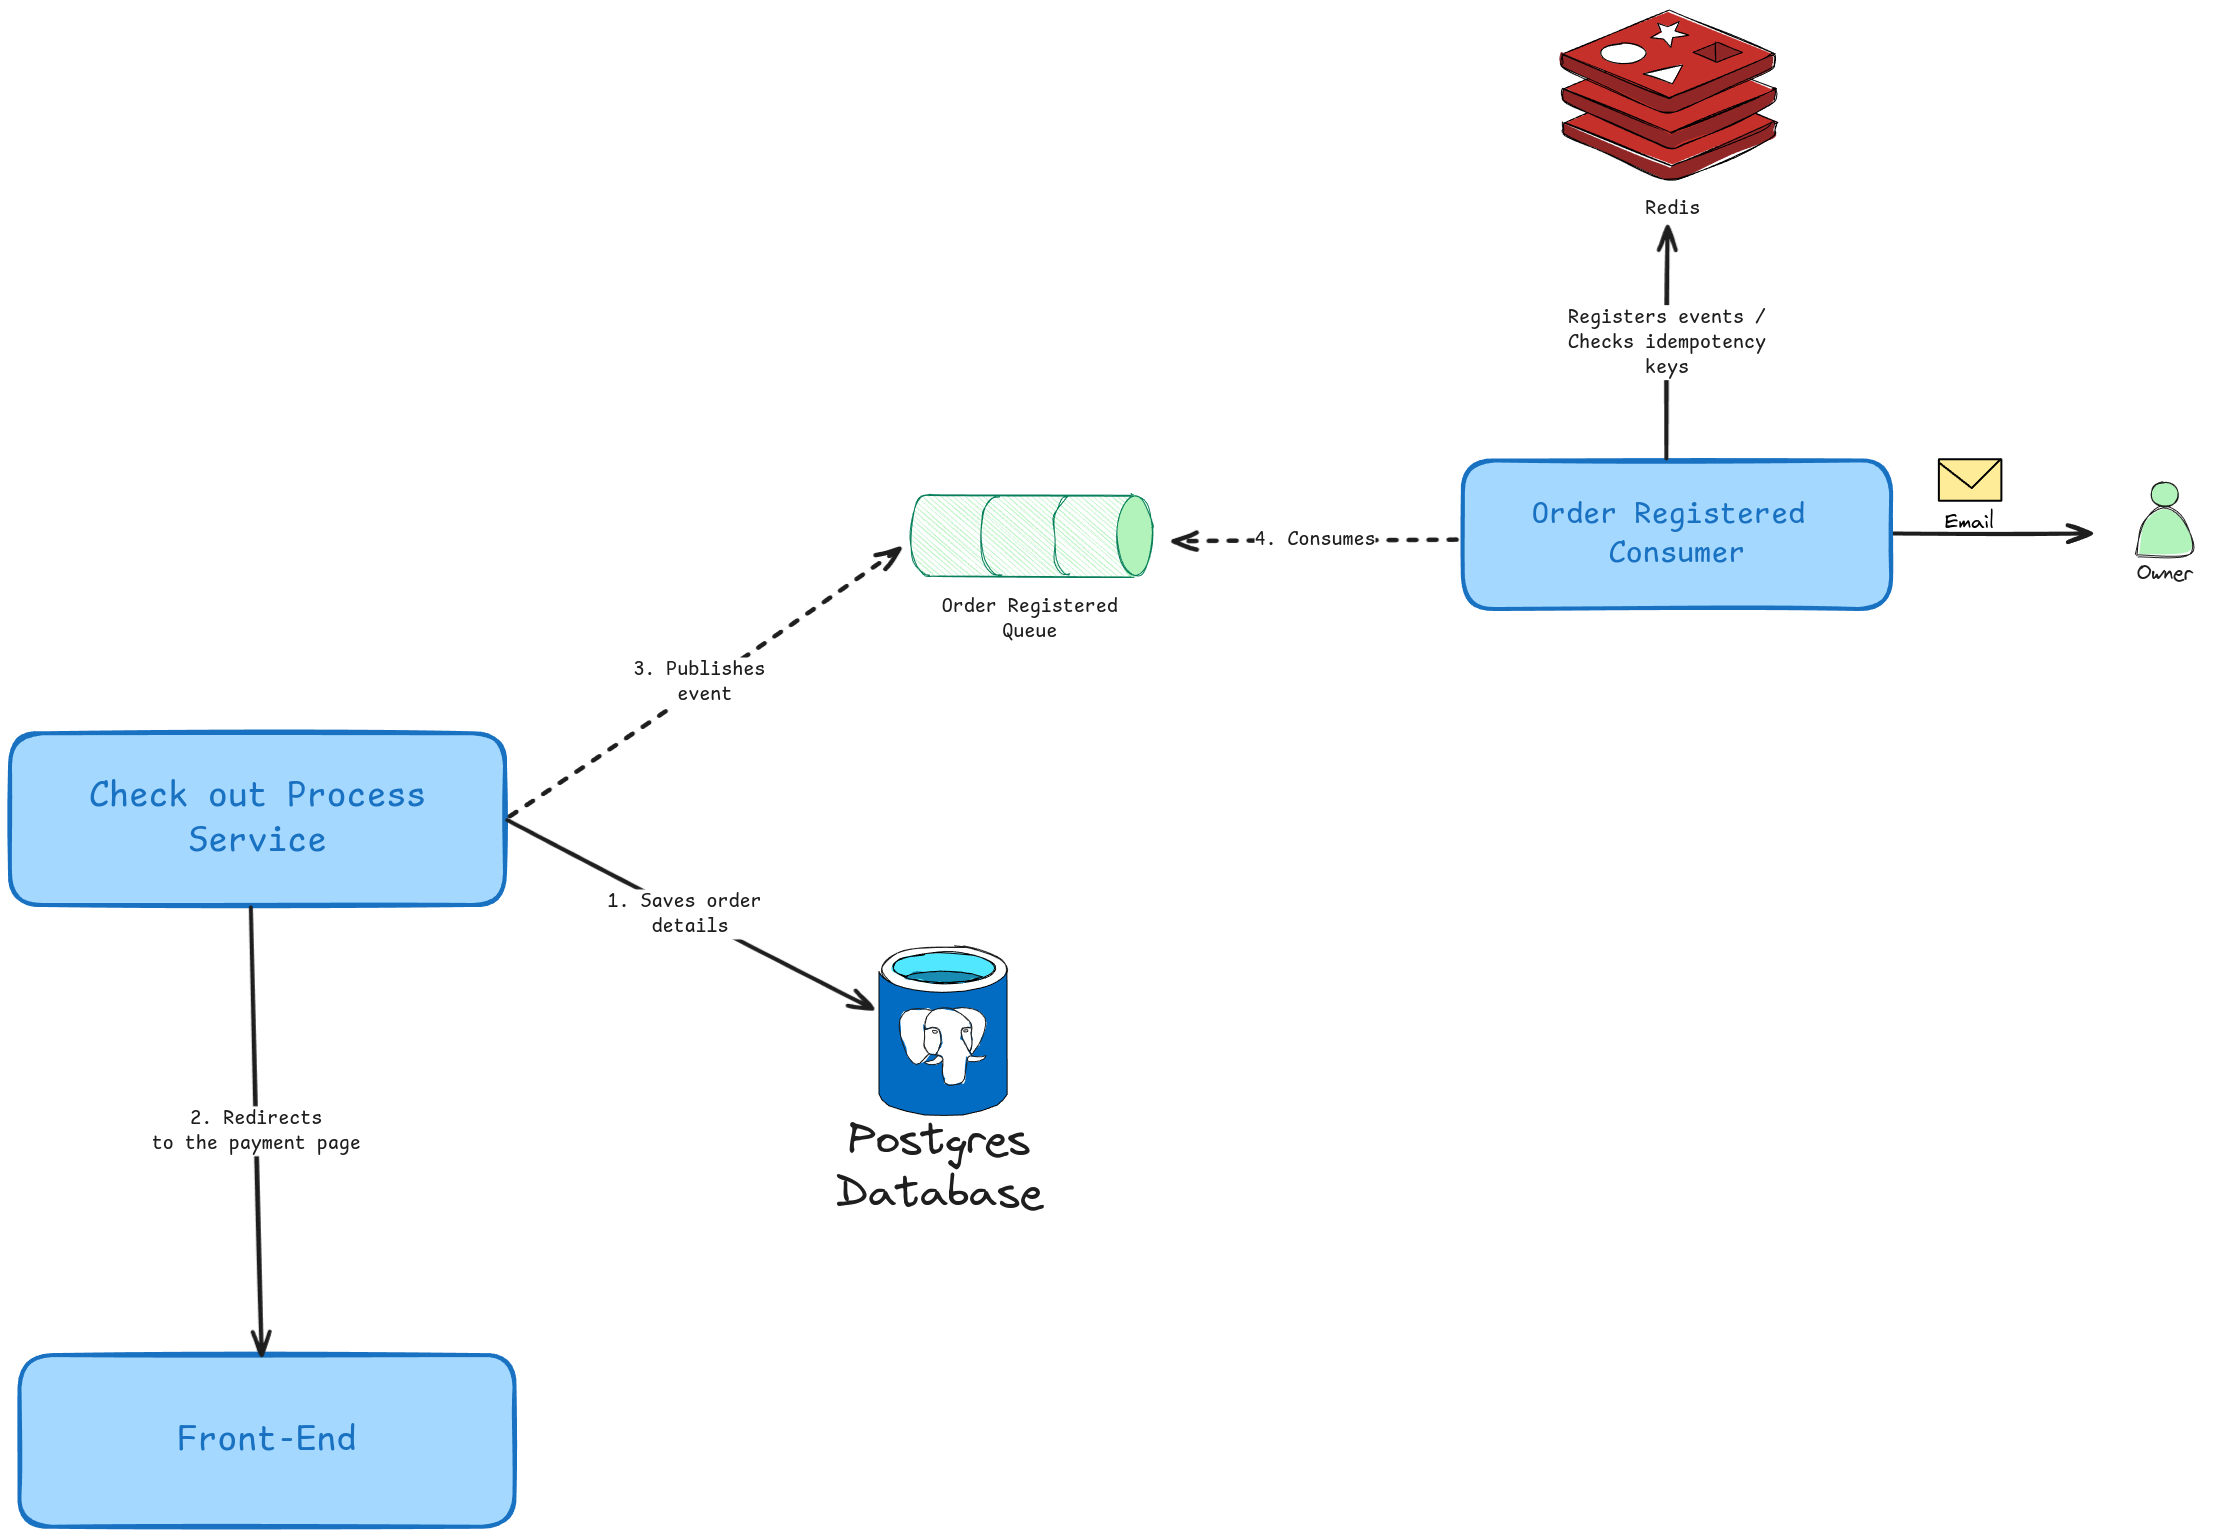 Redis
Registers events /
Checks idempotency
keys
Order Registered
Consumer
Email
Owner
4. Consumes
Order Registered
Queue
3. Publishes
event
Check out Process
Service
1. Saves order
details
Postgres
Database
2. Redirects
to the payment page
Front-End